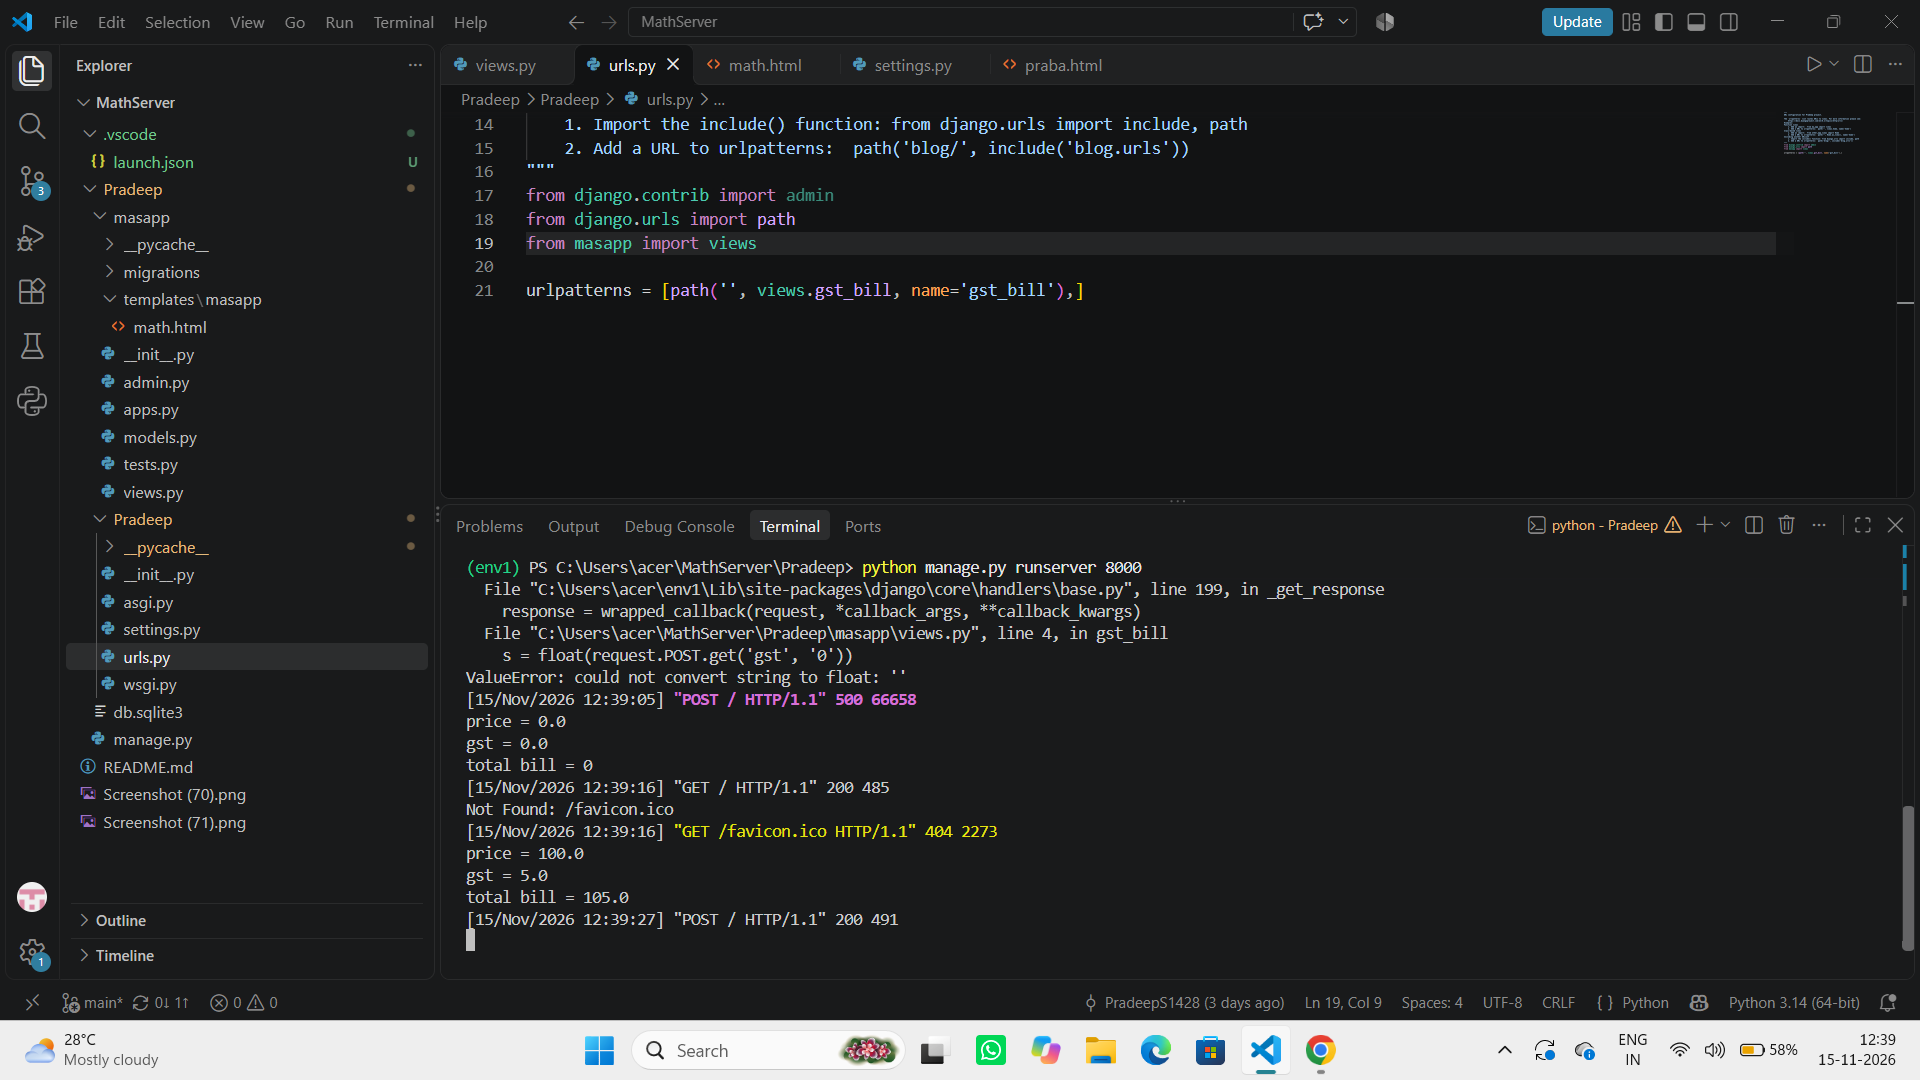 File Edit Selection View Go Run Terminal Help
MathServer
Update
Explorer
MathServer
.vscode
{} launch.json U
Pradeep
masapp
__pycache__
migrations
templates\masapp
math.html
__init__.py
admin.py
apps.py
models.py
tests.py
views.py
Pradeep
__pycache__
__init__.py
asgi.py
settings.py
urls.py
wsgi.py
db.sqlite3
manage.py
README.md
Screenshot (70).png
Screenshot (71).png
Outline
Timeline
3
1
views.py urls.py math.html settings.py praba.html
Pradeep > Pradeep > urls.py > ...
14 1. Import the include() function: from django.urls import include, path
15 2. Add a URL to urlpatterns:  path('blog/', include('blog.urls'))
16 """
17 from django.contrib import admin
18 from django.urls import path
19 from masapp import views
20
21 urlpatterns = [path('', views.gst_bill, name='gst_bill'),]
Problems Output Debug Console Terminal Ports
python - Pradeep
(env1) PS C:\Users\acer\MathServer\Pradeep> python manage.py runserver 8000
File "C:\Users\acer\env1\Lib\site-packages\django\core\handlers\base.py", line 199, in _get_response
response = wrapped_callback(request, *callback_args, **callback_kwargs)
File "C:\Users\acer\MathServer\Pradeep\masapp\views.py", line 4, in gst_bill
s = float(request.POST.get('gst', '0'))
ValueError: could not convert string to float: ''
[15/Nov/2026 12:39:05] "POST / HTTP/1.1" 500 66658
price = 0.0
gst = 0.0
total bill = 0
[15/Nov/2026 12:39:16] "GET / HTTP/1.1" 200 485
Not Found: /favicon.ico
[15/Nov/2026 12:39:16] "GET /favicon.ico HTTP/1.1" 404 2273
price = 100.0
gst = 5.0
total bill = 105.0
[15/Nov/2026 12:39:27] "POST / HTTP/1.1" 200 491
main* 0↓ 1↑ 0 0
PradeepS1428 (3 days ago) Ln 19, Col 9 Spaces: 4 UTF-8 CRLF {} Python Python 3.14 (64-bit)
28°C
Mostly cloudy
Search
ENG
IN
58%
12:39
15-11-2026